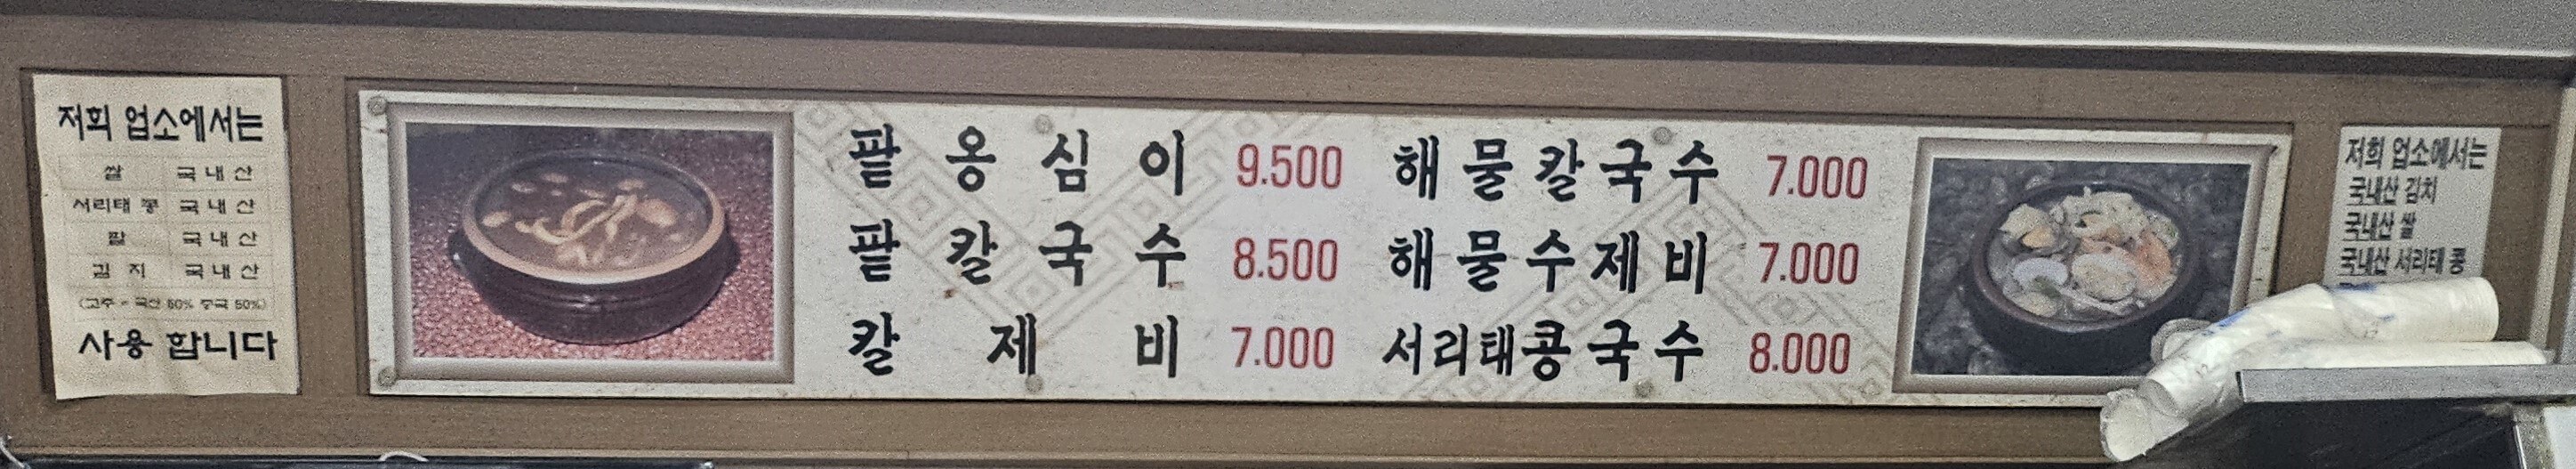 저희 업소에서는
쌀 국내산
서리태 콩 국내산
팥 국내산
김 치 국내산
(고추 - 국산 50% 중국 50%)
사용 합니다
팥옹심이 9.500
팥칼국수 8.500
칼제비 7.000
해물칼국수 7.000
해물수제비 7.000
서리태콩국수 8.000
저희 업소에서는
국내산 김치
국내산 쌀
국내산 서리태 콩